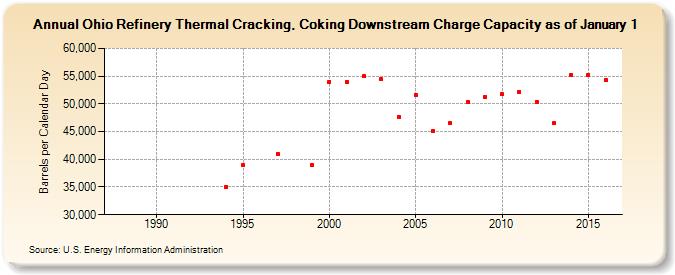 Annual Ohio Refinery Thermal Cracking, Coking Downstream Charge Capacity as of January 1
Barrels per Calendar Day
60,000
55,000
50,000
45,000
40,000
35,000
30,000
1990 1995 2000 2005 2010 2015
Source: U.S. Energy Information Administration